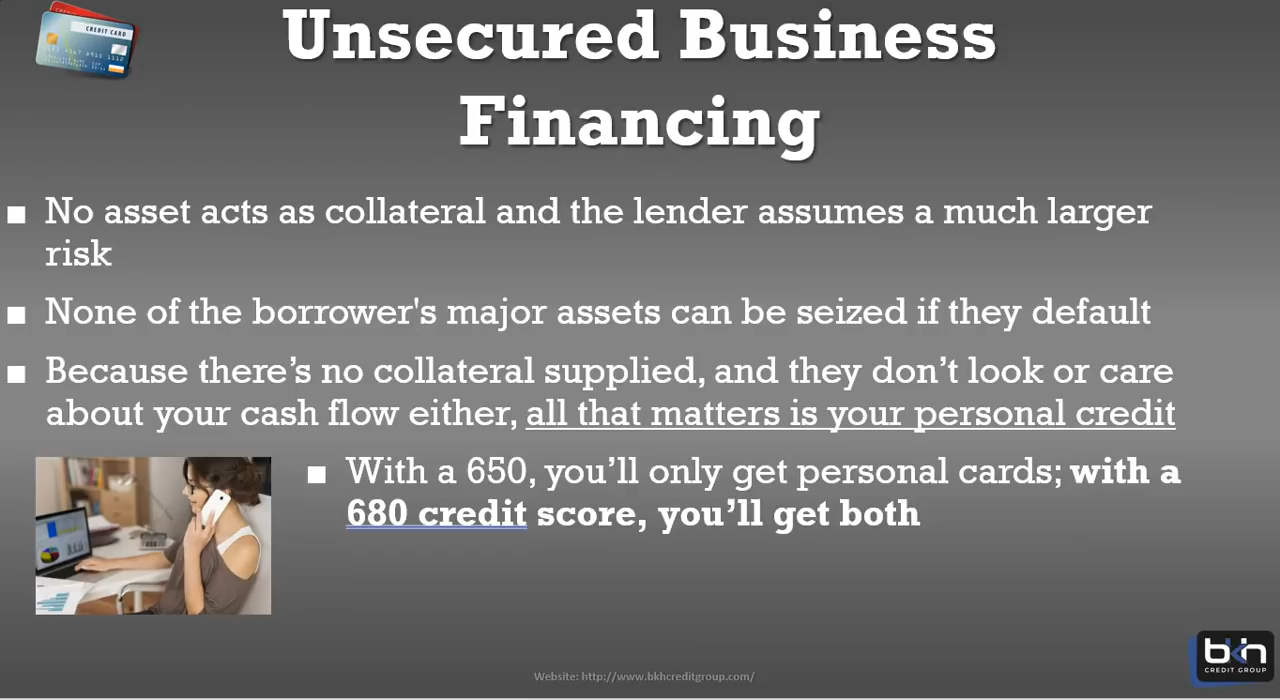 CREDIT CARD
Unsecured Business
Financing
■ No asset acts as collateral and the lender assumes a much larger
risk
■ None of the borrower's major assets can be seized if they default
■ Because there’s no collateral supplied, and they don’t look or care
about your cash flow either, all that matters is your personal credit
■ With a 650, you’ll only get personal cards; with a
680 credit score, you’ll get both
bkh
CREDIT GROUP
Website: http://www.bkhcreditgroup.com/